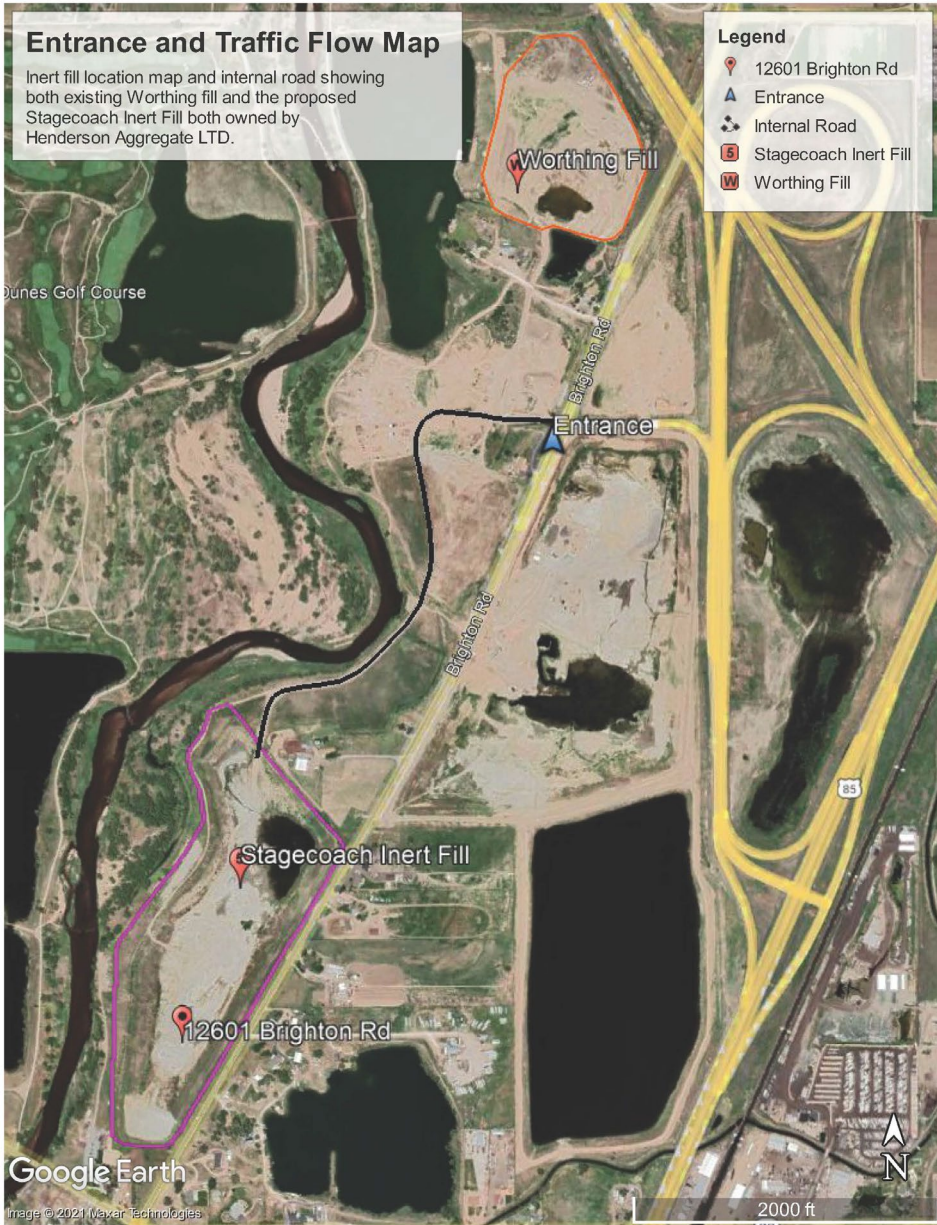 Entrance and Traffic Flow Map
Inert fill location map and internal road showing
both existing Worthing fill and the proposed
Stagecoach Inert Fill both owned by
Henderson Aggregate LTD.
Legend
12601 Brighton Rd
Entrance
Internal Road
5 Stagecoach Inert Fill
W Worthing Fill
W Worthing Fill
Dunes Golf Course
Brighton Rd
Entrance
Brighton Rd
85
Stagecoach Inert Fill
12601 Brighton Rd
N
Google Earth
Image © 2021 Maxar Technologies
2000 ft